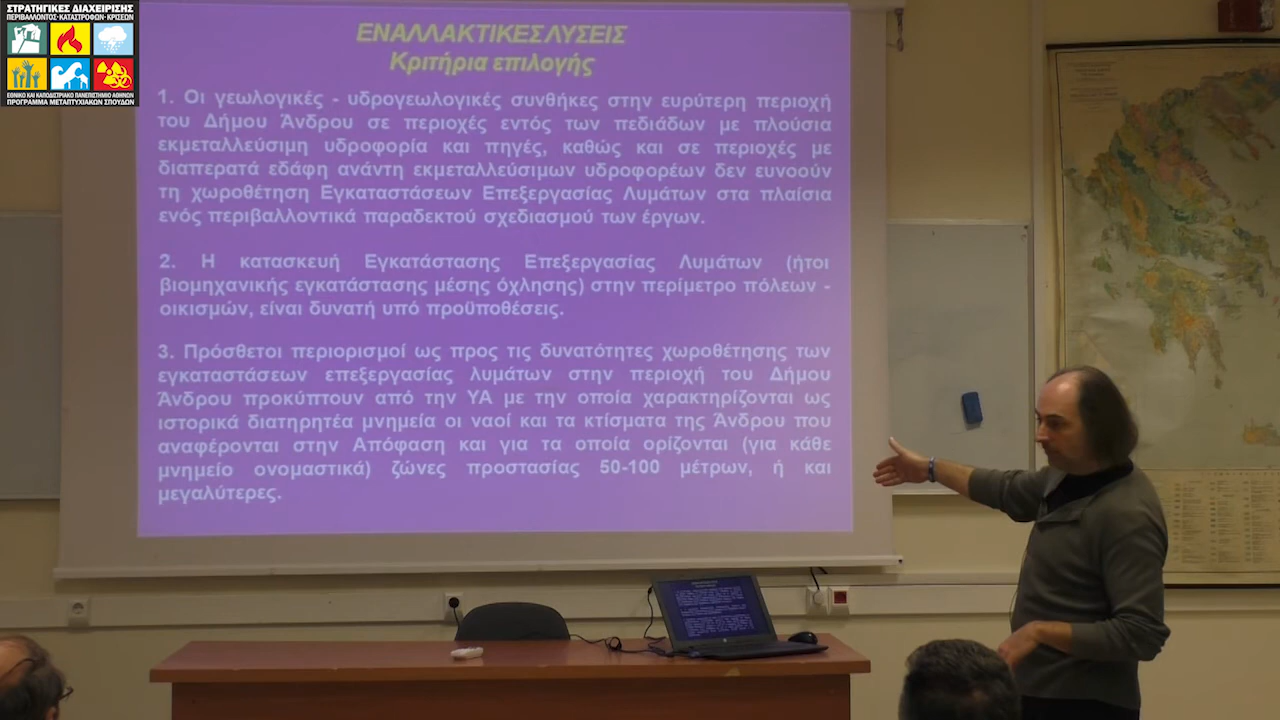 ΣΤΡΑΤΗΓΙΚΕΣ ΔΙΑΧΕΙΡΙΣΗΣ
ΠΕΡΙΒΑΛΛΟΝΤΟΣ·ΚΑΤΑΣΤΡΟΦΩΝ·ΚΡΙΣΕΩΝ
ΕΘΝΙΚΟ ΚΑΙ ΚΑΠΟΔΙΣΤΡΙΑΚΟ ΠΑΝΕΠΙΣΤΗΜΙΟ ΑΘΗΝΩΝ
ΠΡΟΓΡΑΜΜΑ ΜΕΤΑΠΤΥΧΙΑΚΩΝ ΣΠΟΥΔΩΝ
ΕΝΑΛΛΑΚΤΙΚΕΣ ΛΥΣΕΙΣ
Κριτήρια επιλογής
1. Οι γεωλογικές - υδρογεωλογικές συνθήκες στην ευρύτερη περιοχή
του Δήμου Άνδρου σε περιοχές εντός των πεδιάδων με πλούσια
εκμεταλλεύσιμη υδροφορία και πηγές, καθώς και σε περιοχές με
διαπερατά εδάφη ανάντη εκμεταλλεύσιμων υδροφορέων δεν ευνοούν
τη χωροθέτηση Εγκαταστάσεων Επεξεργασίας Λυμάτων στα πλαίσια
ενός περιβαλλοντικά παραδεκτού σχεδιασμού των έργων.
2. Η κατασκευή Εγκατάστασης Επεξεργασίας Λυμάτων (ήτοι
βιομηχανικής εγκατάστασης μέσης όχλησης) στην περίμετρο πόλεων -
οικισμών, είναι δυνατή υπό προϋποθέσεις.
3. Πρόσθετοι περιορισμοί ως προς τις δυνατότητες χωροθέτησης των
εγκαταστάσεων επεξεργασίας λυμάτων στην περιοχή του Δήμου
Άνδρου προκύπτουν από την ΥΑ με την οποία χαρακτηρίζονται ως
ιστορικά διατηρητέα μνημεία οι ναοί και τα κτίσματα της Άνδρου που
αναφέρονται στην Απόφαση και για τα οποία ορίζονται (για κάθε
μνημείο ονομαστικά) ζώνες προστασίας 50-100 μέτρων, ή και
μεγαλύτερες.